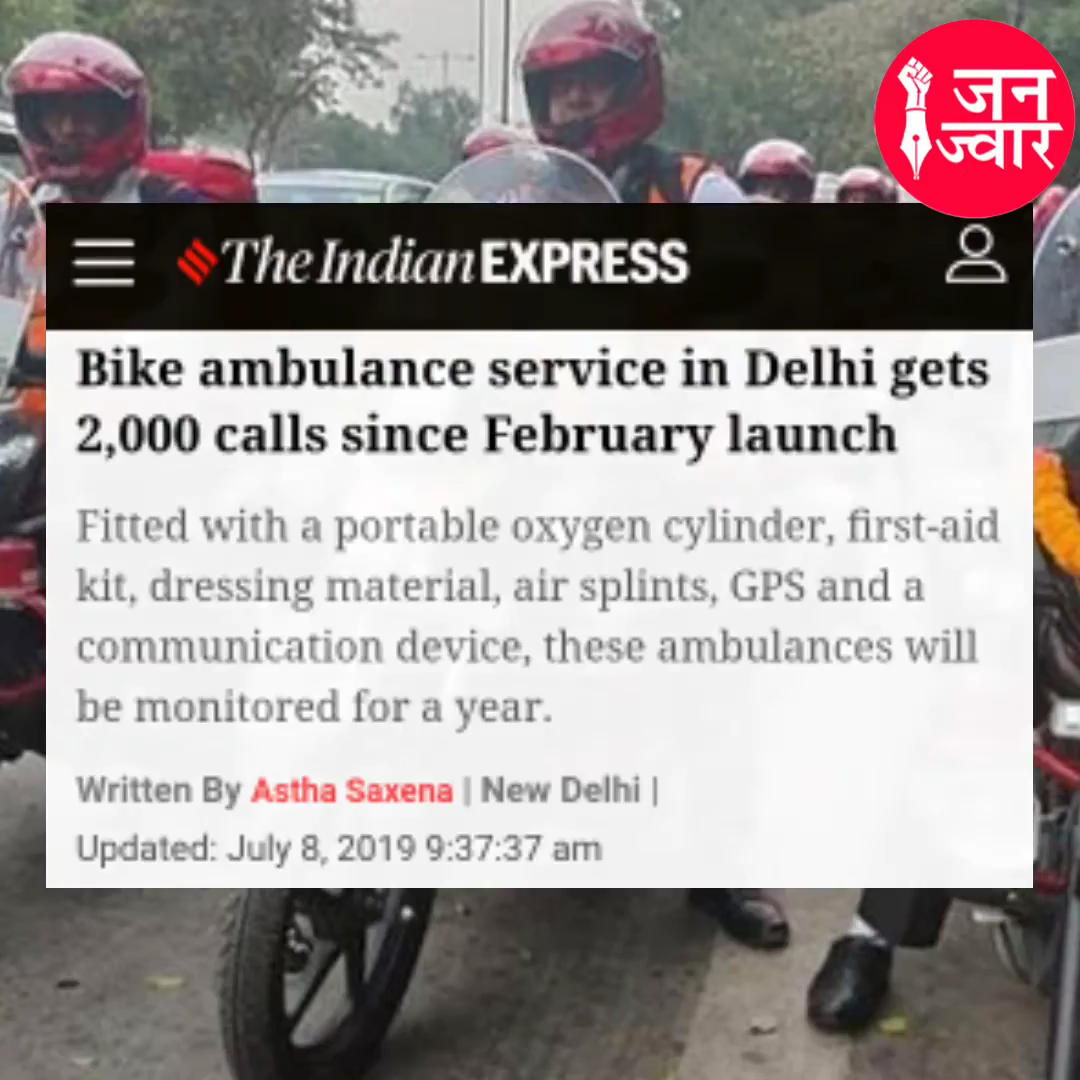 जन
ज्वार
The Indian EXPRESS
Bike ambulance service in Delhi gets
2,000 calls since February launch
Fitted with a portable oxygen cylinder, first-aid
kit, dressing material, air splints, GPS and a
communication device, these ambulances will
be monitored for a year.
Written By Astha Saxena | New Delhi |
Updated: July 8, 2019 9:37:37 am